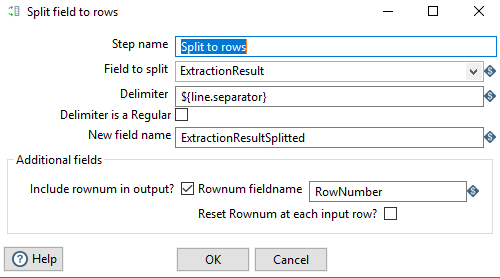 Split field to rows
Step name Split to rows
Field to split ExtractionResult
Delimiter ${line.separator}
Delimiter is a Regular
New field name ExtractionResultSplitted
Additional fields
Include rownum in output? Rownum fieldname RowNumber
Reset Rownum at each input row?
Help OK Cancel